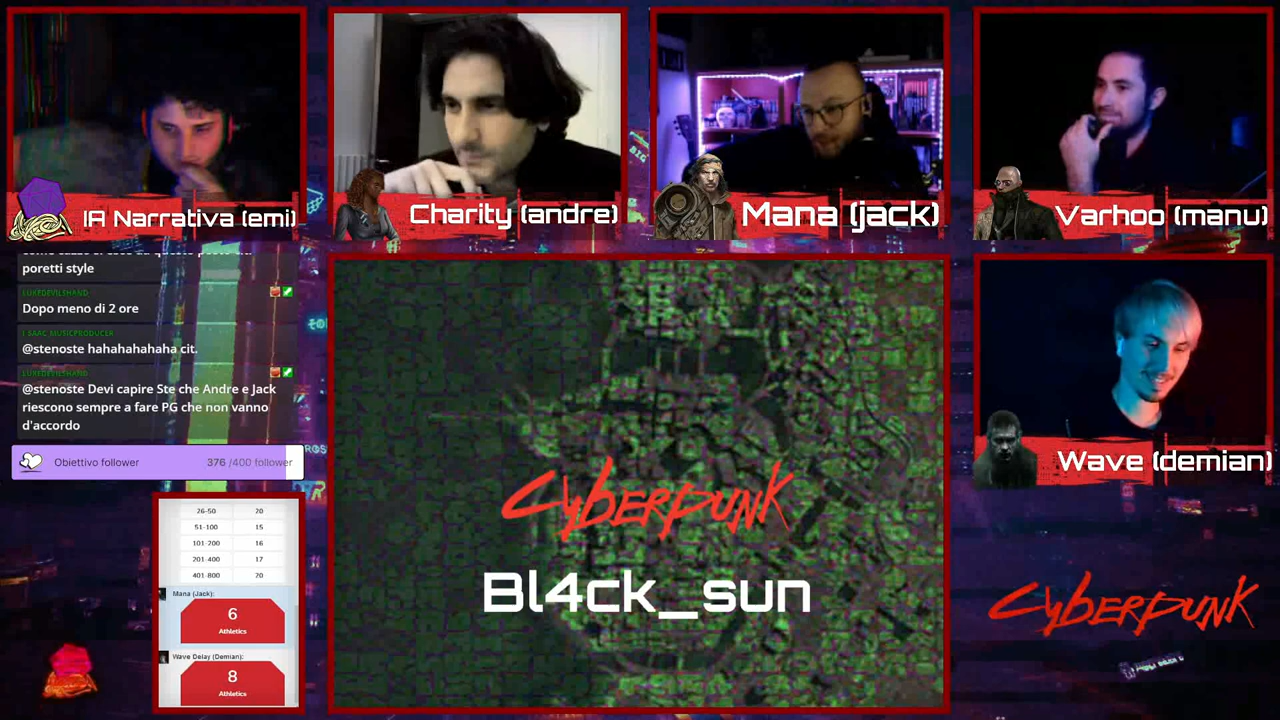 IA Narrativa (emi)
Charity (andre)
Mana (jack)
Varhoo (manu)
poretti style
LUKEDEVILSHAND
Dopo meno di 2 ore
I_SAAC_MUSICPRODUCER
@stenoste hahahahahaha cit.
LUKEDEVILSHAND
@stenoste Devi capire Ste che Andre e Jack
riescono sempre a fare PG che non vanno
d'accordo
Obiettivo follower 376 /400 follower
Wave (demian)
26-50 20
51-100 15
101-200 16
201-400 17
401-800 20
Mana (Jack):
6
Athletics
Wave Delay (Demian):
8
Athletics
Cyberpunk
Bl4ck_sun
Cyberpunk